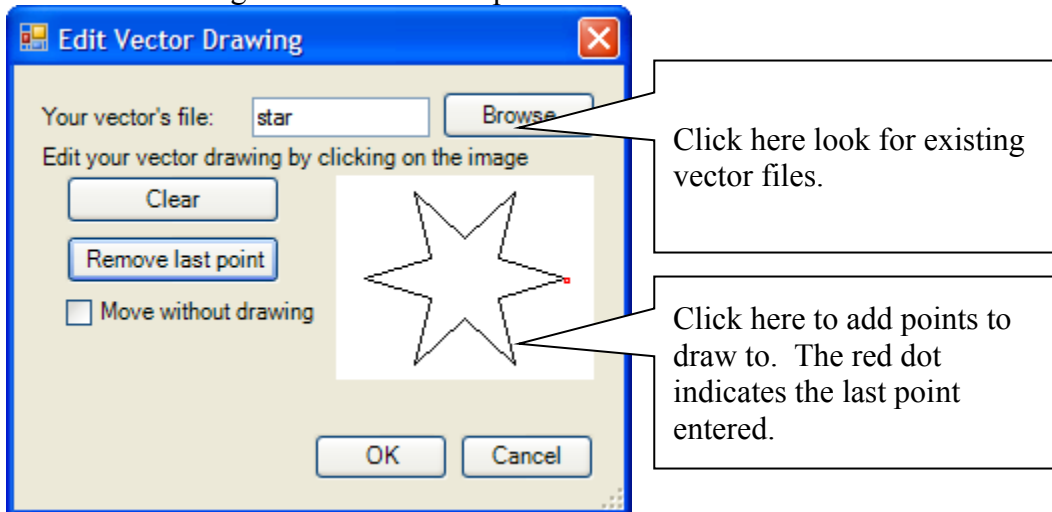 Edit Vector Drawing
Your vector's file:
star
Browse
Edit your vector drawing by clicking on the image
Clear
Remove last point
Move without drawing
OK
Cancel
Click here look for existing
vector files.
Click here to add points to
draw to. The red dot
indicates the last point
entered.